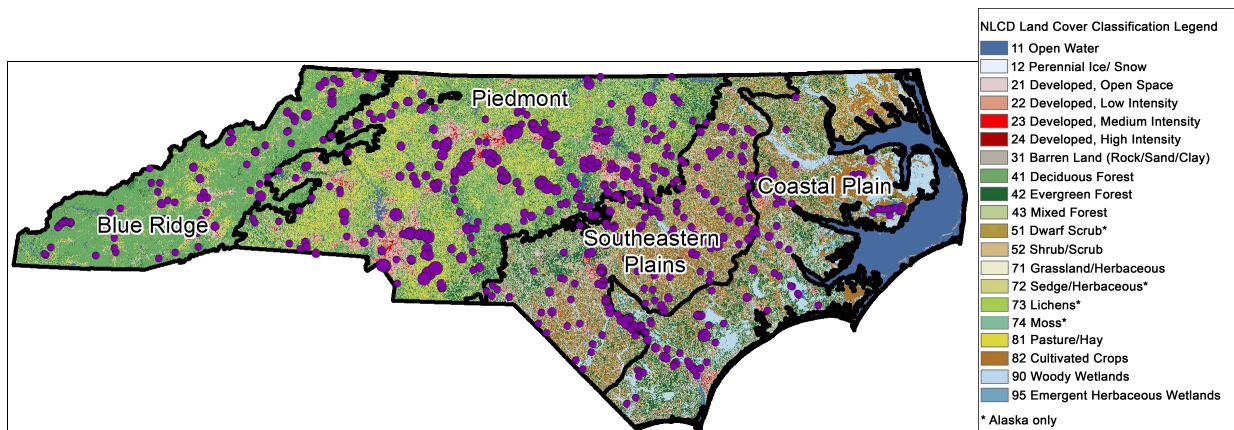 NLCD Land Cover Classification Legend
11 Open Water
12 Perennial Ice/ Snow
21 Developed, Open Space
22 Developed, Low Intensity
23 Developed, Medium Intensity
24 Developed, High Intensity
31 Barren Land (Rock/Sand/Clay)
41 Deciduous Forest
42 Evergreen Forest
43 Mixed Forest
51 Dwarf Scrub*
52 Shrub/Scrub
71 Grassland/Herbaceous
72 Sedge/Herbaceous*
73 Lichens*
74 Moss*
81 Pasture/Hay
82 Cultivated Crops
90 Woody Wetlands
95 Emergent Herbaceous Wetlands
* Alaska only
Piedmont
Coastal Plain
Blue Ridge
Southeastern
Plains